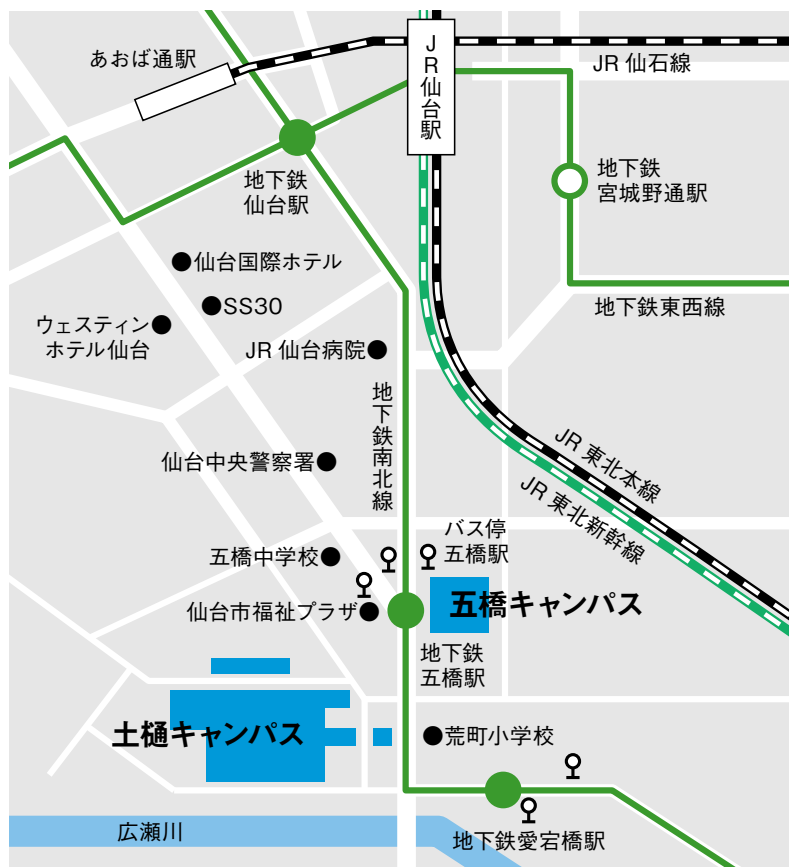 あおば通駅
JR仙台駅
JR 仙石線
地下鉄
仙台駅
地下鉄
宮城野通駅
仙台国際ホテル
SS30
地下鉄東西線
ウェスティン
ホテル仙台
JR 仙台病院
地下鉄南北線
JR 東北本線
JR 東北新幹線
仙台中央警察署
バス停
五橋駅
五橋中学校
仙台市福祉プラザ
五橋キャンパス
地下鉄
五橋駅
土樋キャンパス
荒町小学校
広瀬川
地下鉄愛宕橋駅